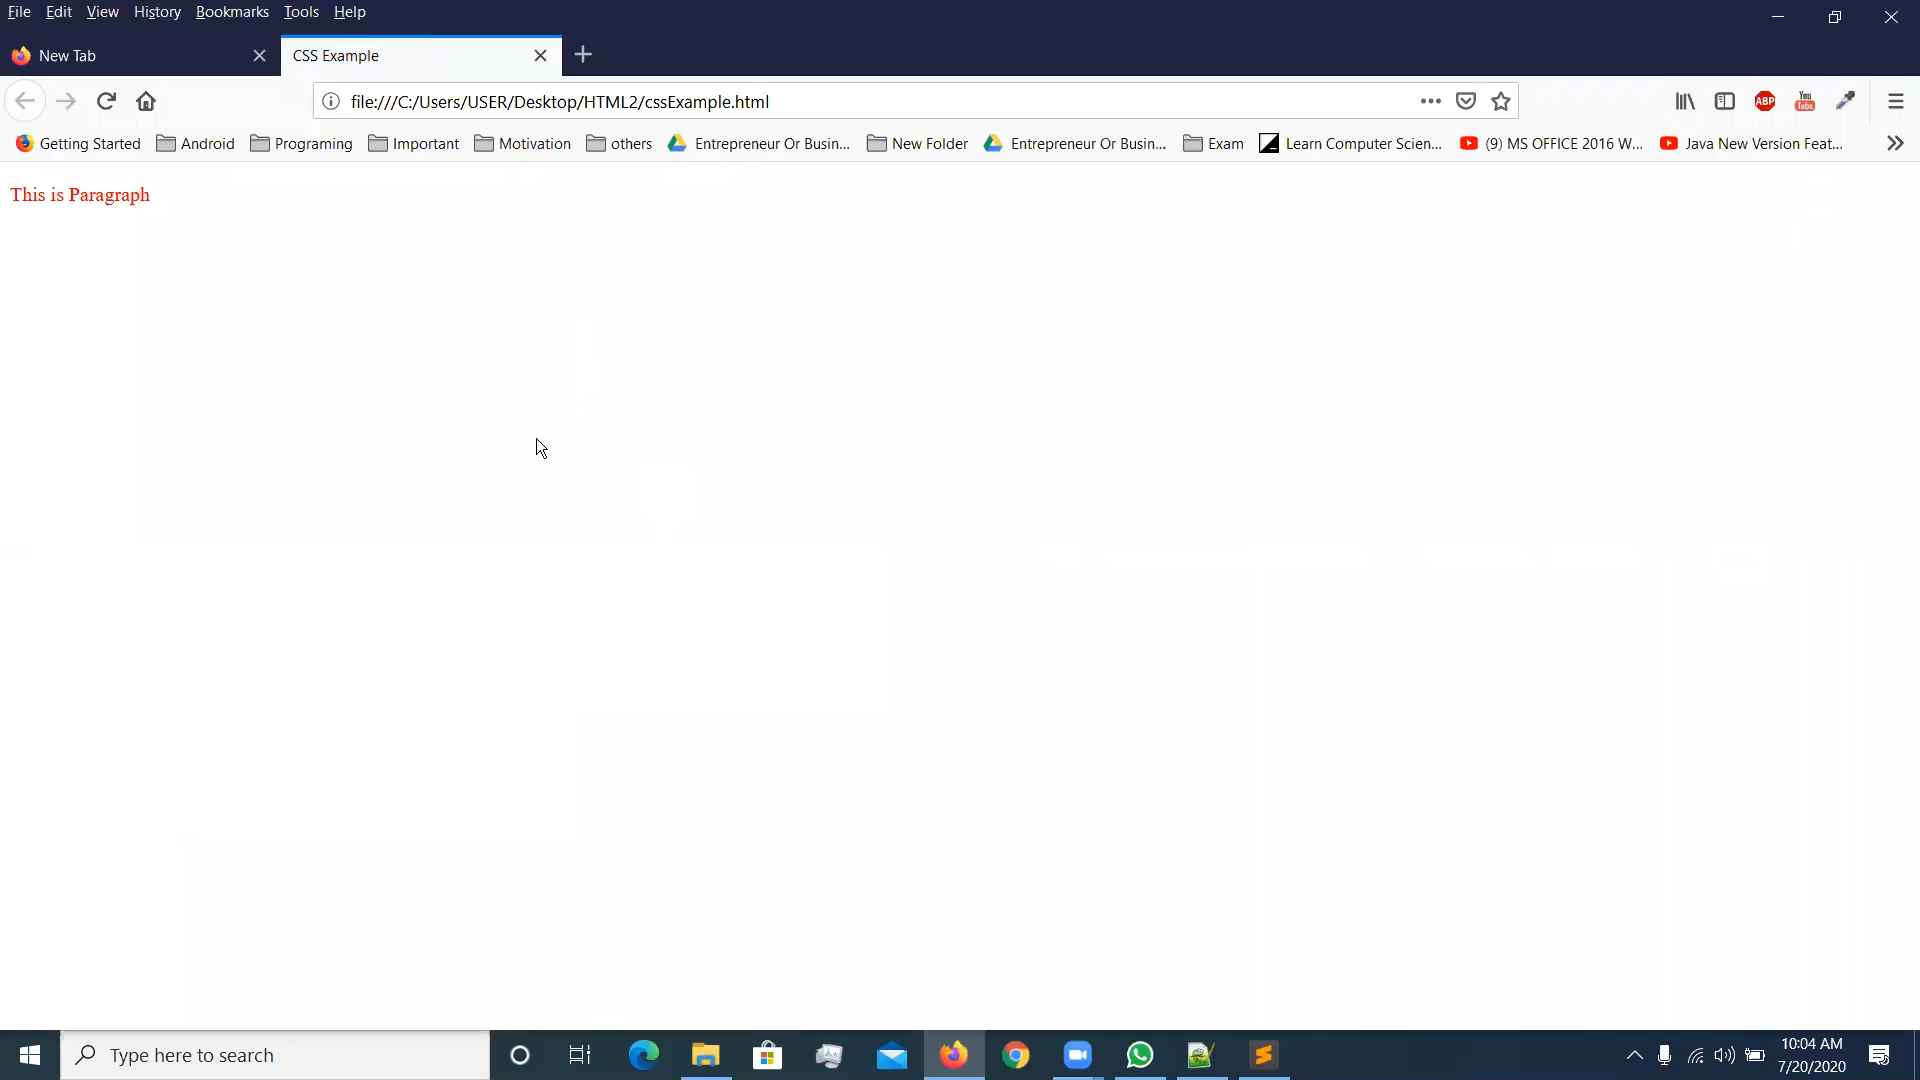 File Edit View History Bookmarks Tools Help
New Tab CSS Example
file:///C:/Users/USER/Desktop/HTML2/cssExample.html ABP You Tube
Getting Started Android Programing Important Motivation others Entrepreneur Or Busin... New Folder Entrepreneur Or Busin... Exam Learn Computer Scien... (9) MS OFFICE 2016 W... Java New Version Feat...
This is Paragraph
Type here to search
10:04 AM
7/20/2020